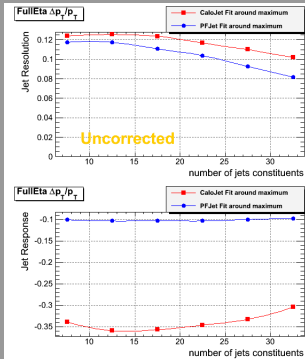 FullEta Δp_T/p_T
CaloJet Fit around maximum
PFJet Fit around maximum
Jet Resolution
0.12
0.1
0.08
0.06
0.04
0.02
0
Uncorrected
10 15 20 25 30
number of jets constituents
FullEta Δp_T/p_T
CaloJet Fit around maximum
PFJet Fit around maximum
Jet Response
-0.1
-0.15
-0.2
-0.25
-0.3
-0.35
10 15 20 25 30
number of jets constituents